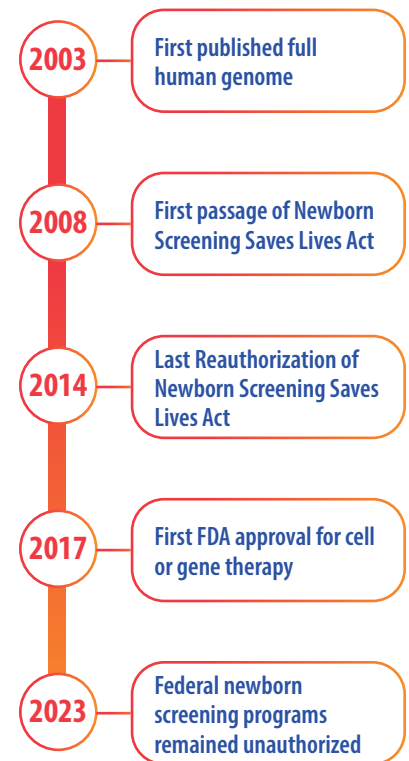 2003
First published full
human genome
2008
First passage of Newborn
Screening Saves Lives Act
2014
Last Reauthorization of
Newborn Screening Saves
Lives Act
2017
First FDA approval for cell
or gene therapy
2023
Federal newborn
screening programs
remained unauthorized